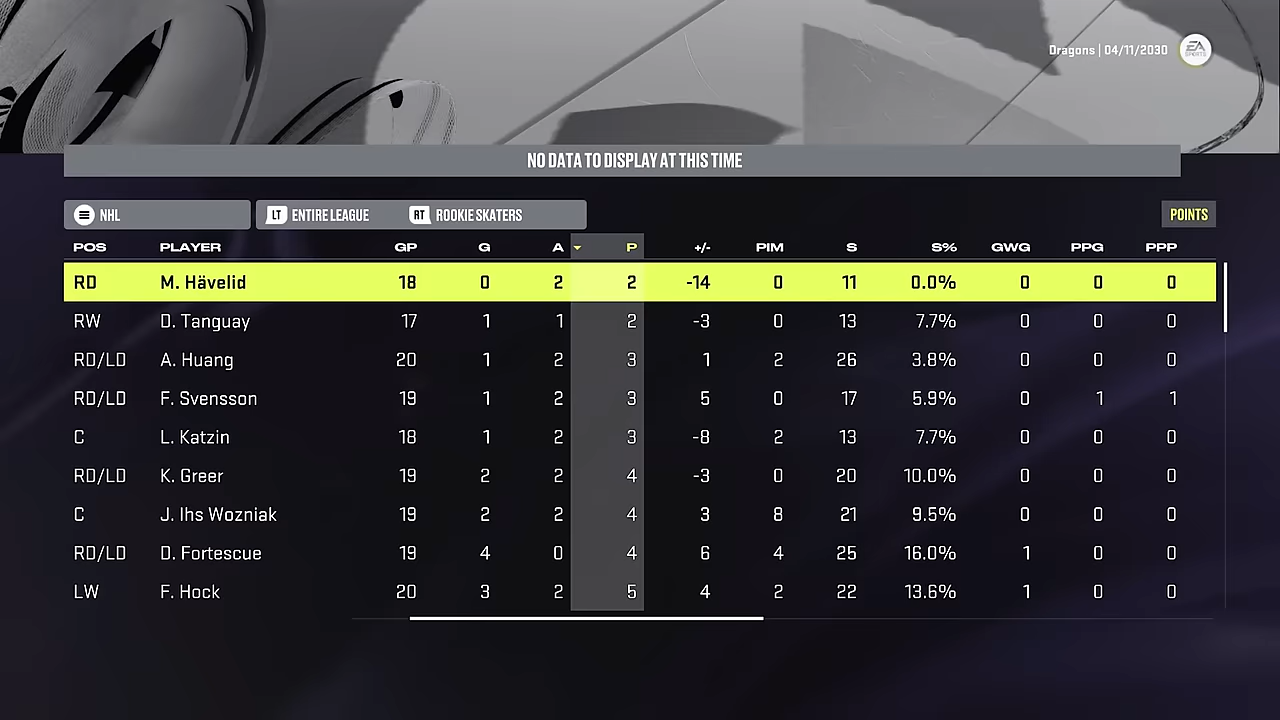 Dragons | 04/11/2030
EA SPORTS
NO DATA TO DISPLAY AT THIS TIME
NHL LT ENTIRE LEAGUE RT ROOKIE SKATERS POINTS
POS PLAYER GP G A P +/- PIM S S% GWG PPG PPP
RD M. Hävelid 18 0 2 2 -14 0 11 0.0% 0 0 0
RW D. Tanguay 17 1 1 2 -3 0 13 7.7% 0 0 0
RD/LD A. Huang 20 1 2 3 1 2 26 3.8% 0 0 0
RD/LD F. Svensson 19 1 2 3 5 0 17 5.9% 0 1 1
C L. Katzin 18 1 2 3 -8 2 13 7.7% 0 0 0
RD/LD K. Greer 19 2 2 4 -3 0 20 10.0% 0 0 0
C J. Ihs Wozniak 19 2 2 4 3 8 21 9.5% 0 0 0
RD/LD D. Fortescue 19 4 0 4 6 4 25 16.0% 1 0 0
LW F. Hock 20 3 2 5 4 2 22 13.6% 1 0 0